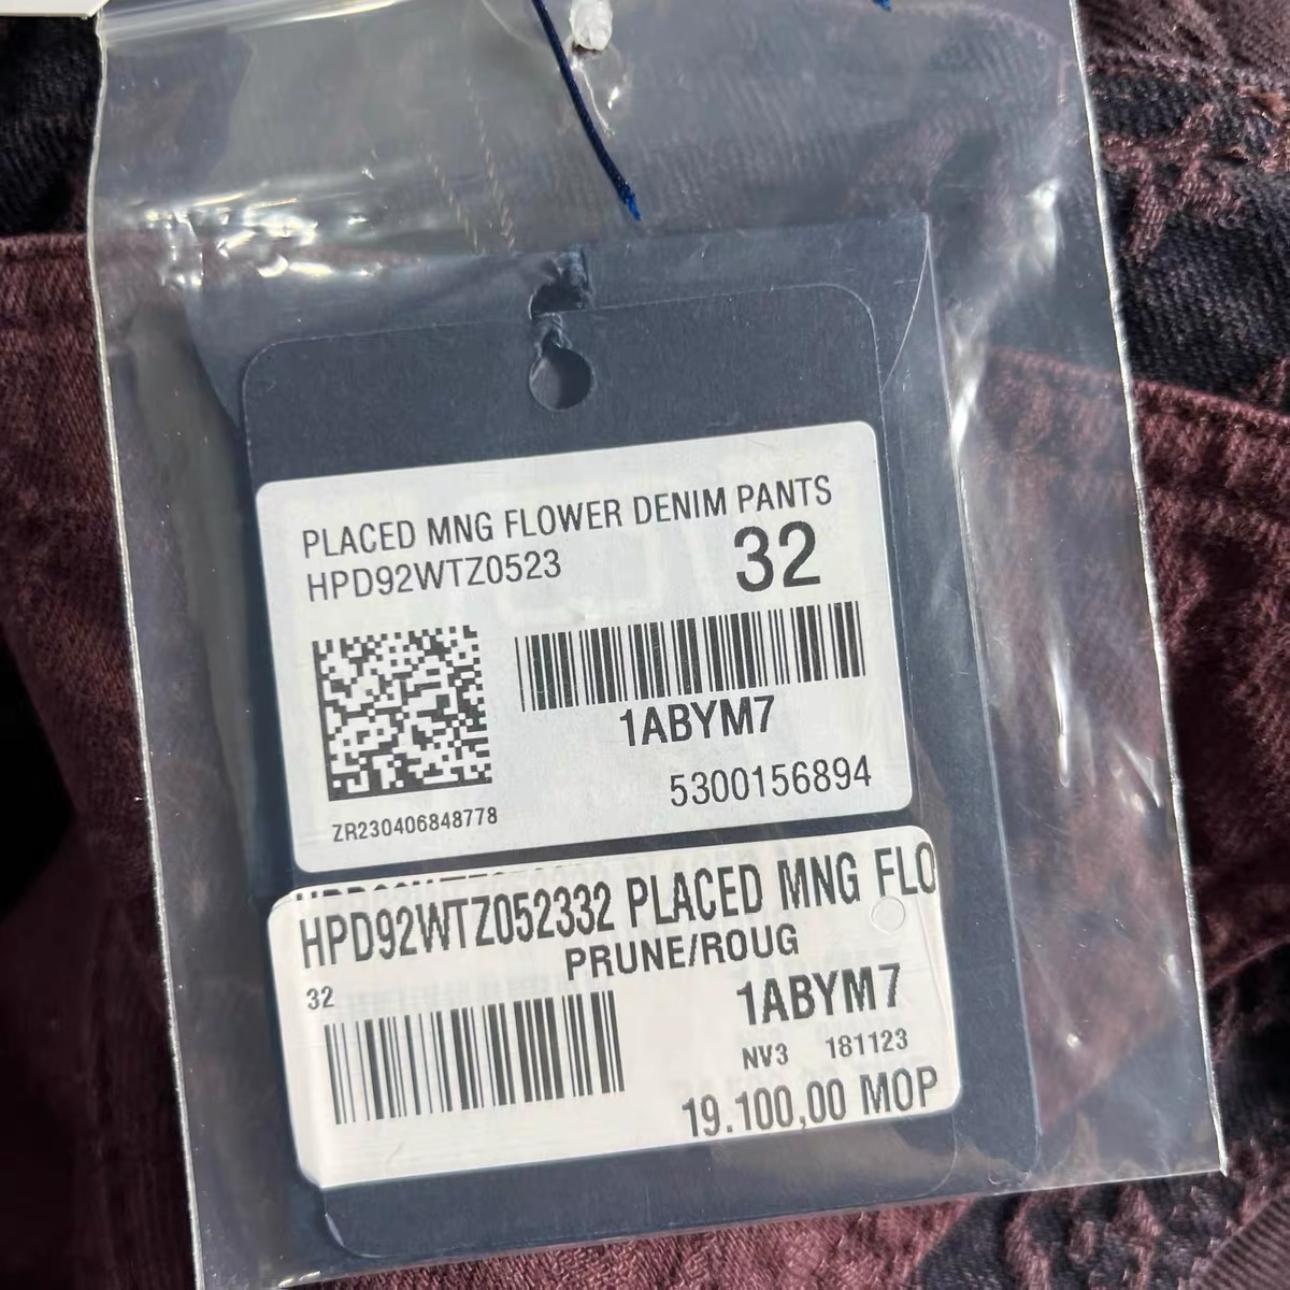 PLACED MNG FLOWER DENIM PANTS
HPD92WTZ0523
32
1ABYM7
5300156894
ZR230406848778
HPD92WTZ052332 PLACED MNG FLO
PRUNE/ROUG
32
1ABYM7
NV3 181123
19.100,00 MOP